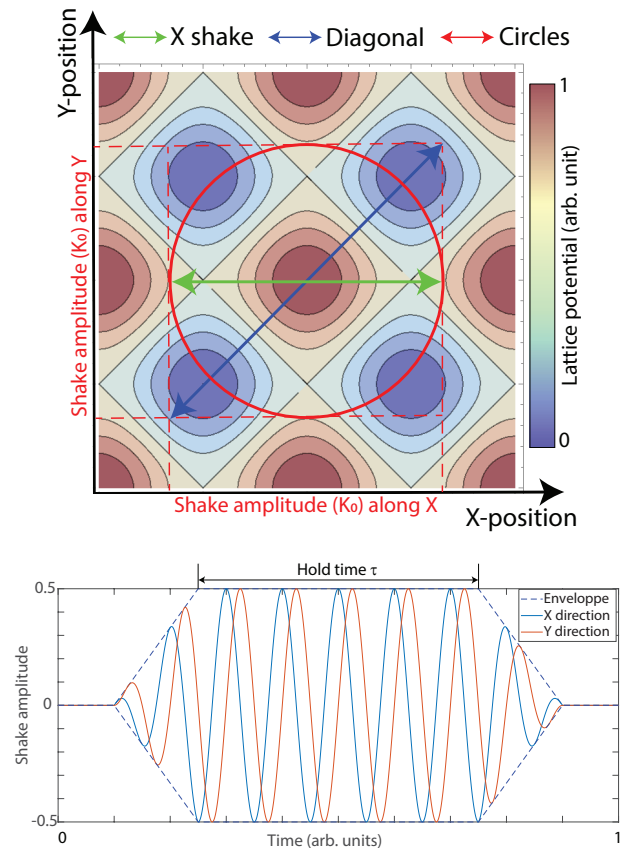 X shake Diagonal Circles
Y-position
Shake amplitude (K₀) along Y
1
Lattice potential (arb. unit)
0
Shake amplitude (K₀) along X
X-position
Hold time τ
0.5
Enveloppe
X direction
Y direction
Shake amplitude
0
-0.5
0
Time (arb. units)
1